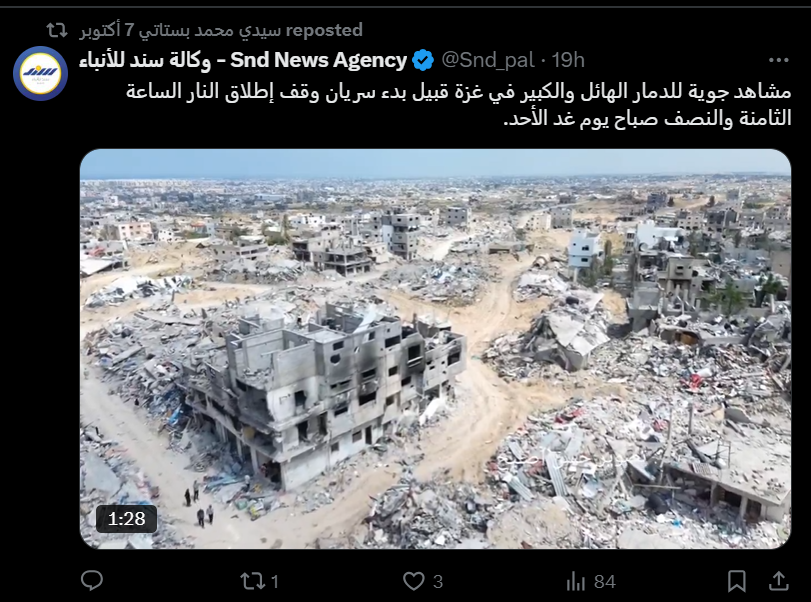 سيدي محمد بستاتي 7 أكتوبر reposted
وكالة سند للأنباء - Snd News Agency @Snd_pal · 19h
مشاهد جوية للدمار الهائل والكبير في غزة قبيل بدء سريان وقف إطلاق النار الساعة
الثامنة والنصف صباح يوم غد الأحد.
1:28
1 3 84